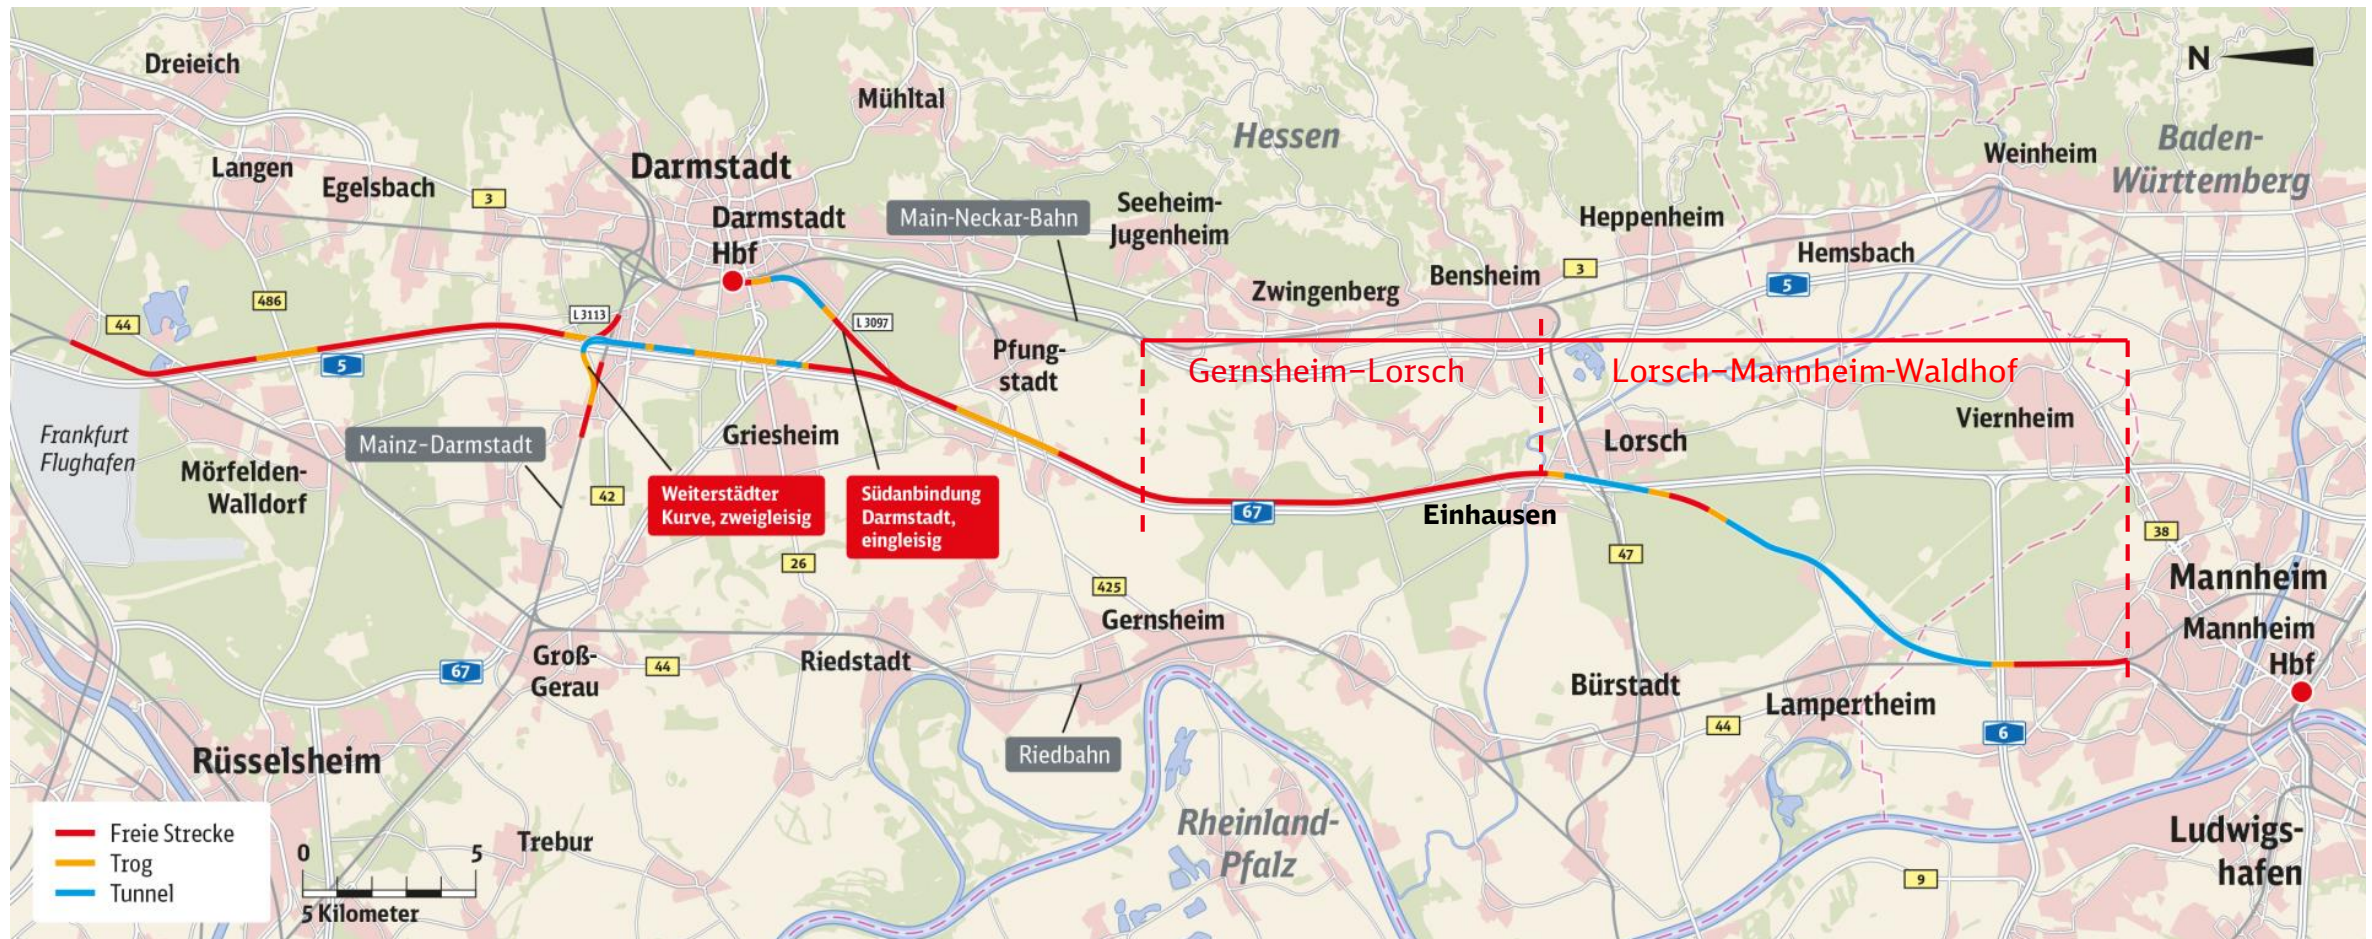 Dreieich
Mühltal
N
Hessen
Baden-
Württemberg
Weinheim
Langen
Egelsbach
3
Darmstadt
Darmstadt
Hbf
Main-Neckar-Bahn
Seeheim-
Jugenheim
Heppenheim
Hemsbach
5
Zwingenberg
Bensheim
3
486
44
L 3113
L 3097
5
Pfung-
stadt
Gernsheim–Lorsch
Lorsch–Mannheim-Waldhof
Viernheim
Frankfurt
Flughafen
Mainz–Darmstadt
Griesheim
Lorsch
Mörfelden-
Walldorf
42
Weiterstädter
Kurve, zweigleisig
Südanbindung
Darmstadt,
eingleisig
67
Einhausen
38
47
26
425
Mannheim
Mannheim
Hbf
Gernsheim
67
Groß-
Gerau
44
Riedstadt
Bürstadt
Lampertheim
44
6
Riedbahn
Rüsselsheim
Trebur
Rheinland-
Pfalz
Ludwigs-
hafen
9
Freie Strecke
Trog
Tunnel
0
5
5 Kilometer